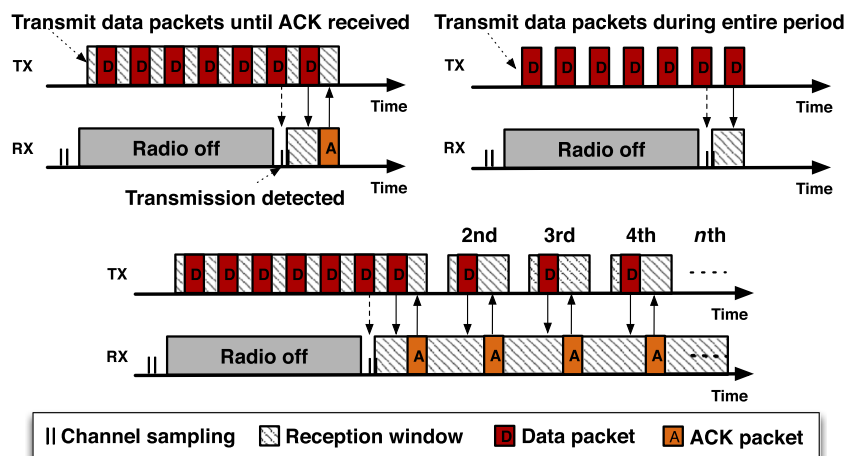 Transmit data packets until ACK received
TX
D D D D D D D
Time
RX
Radio off
A
Time
Transmission detected
Transmit data packets during entire period
TX
D D D D D D D
Time
RX
Radio off
Time
2nd 3rd 4th nth
TX
D D D D D D D D D D
Time
RX
Radio off
A A A A
Time
Channel sampling Reception window D Data packet A ACK packet